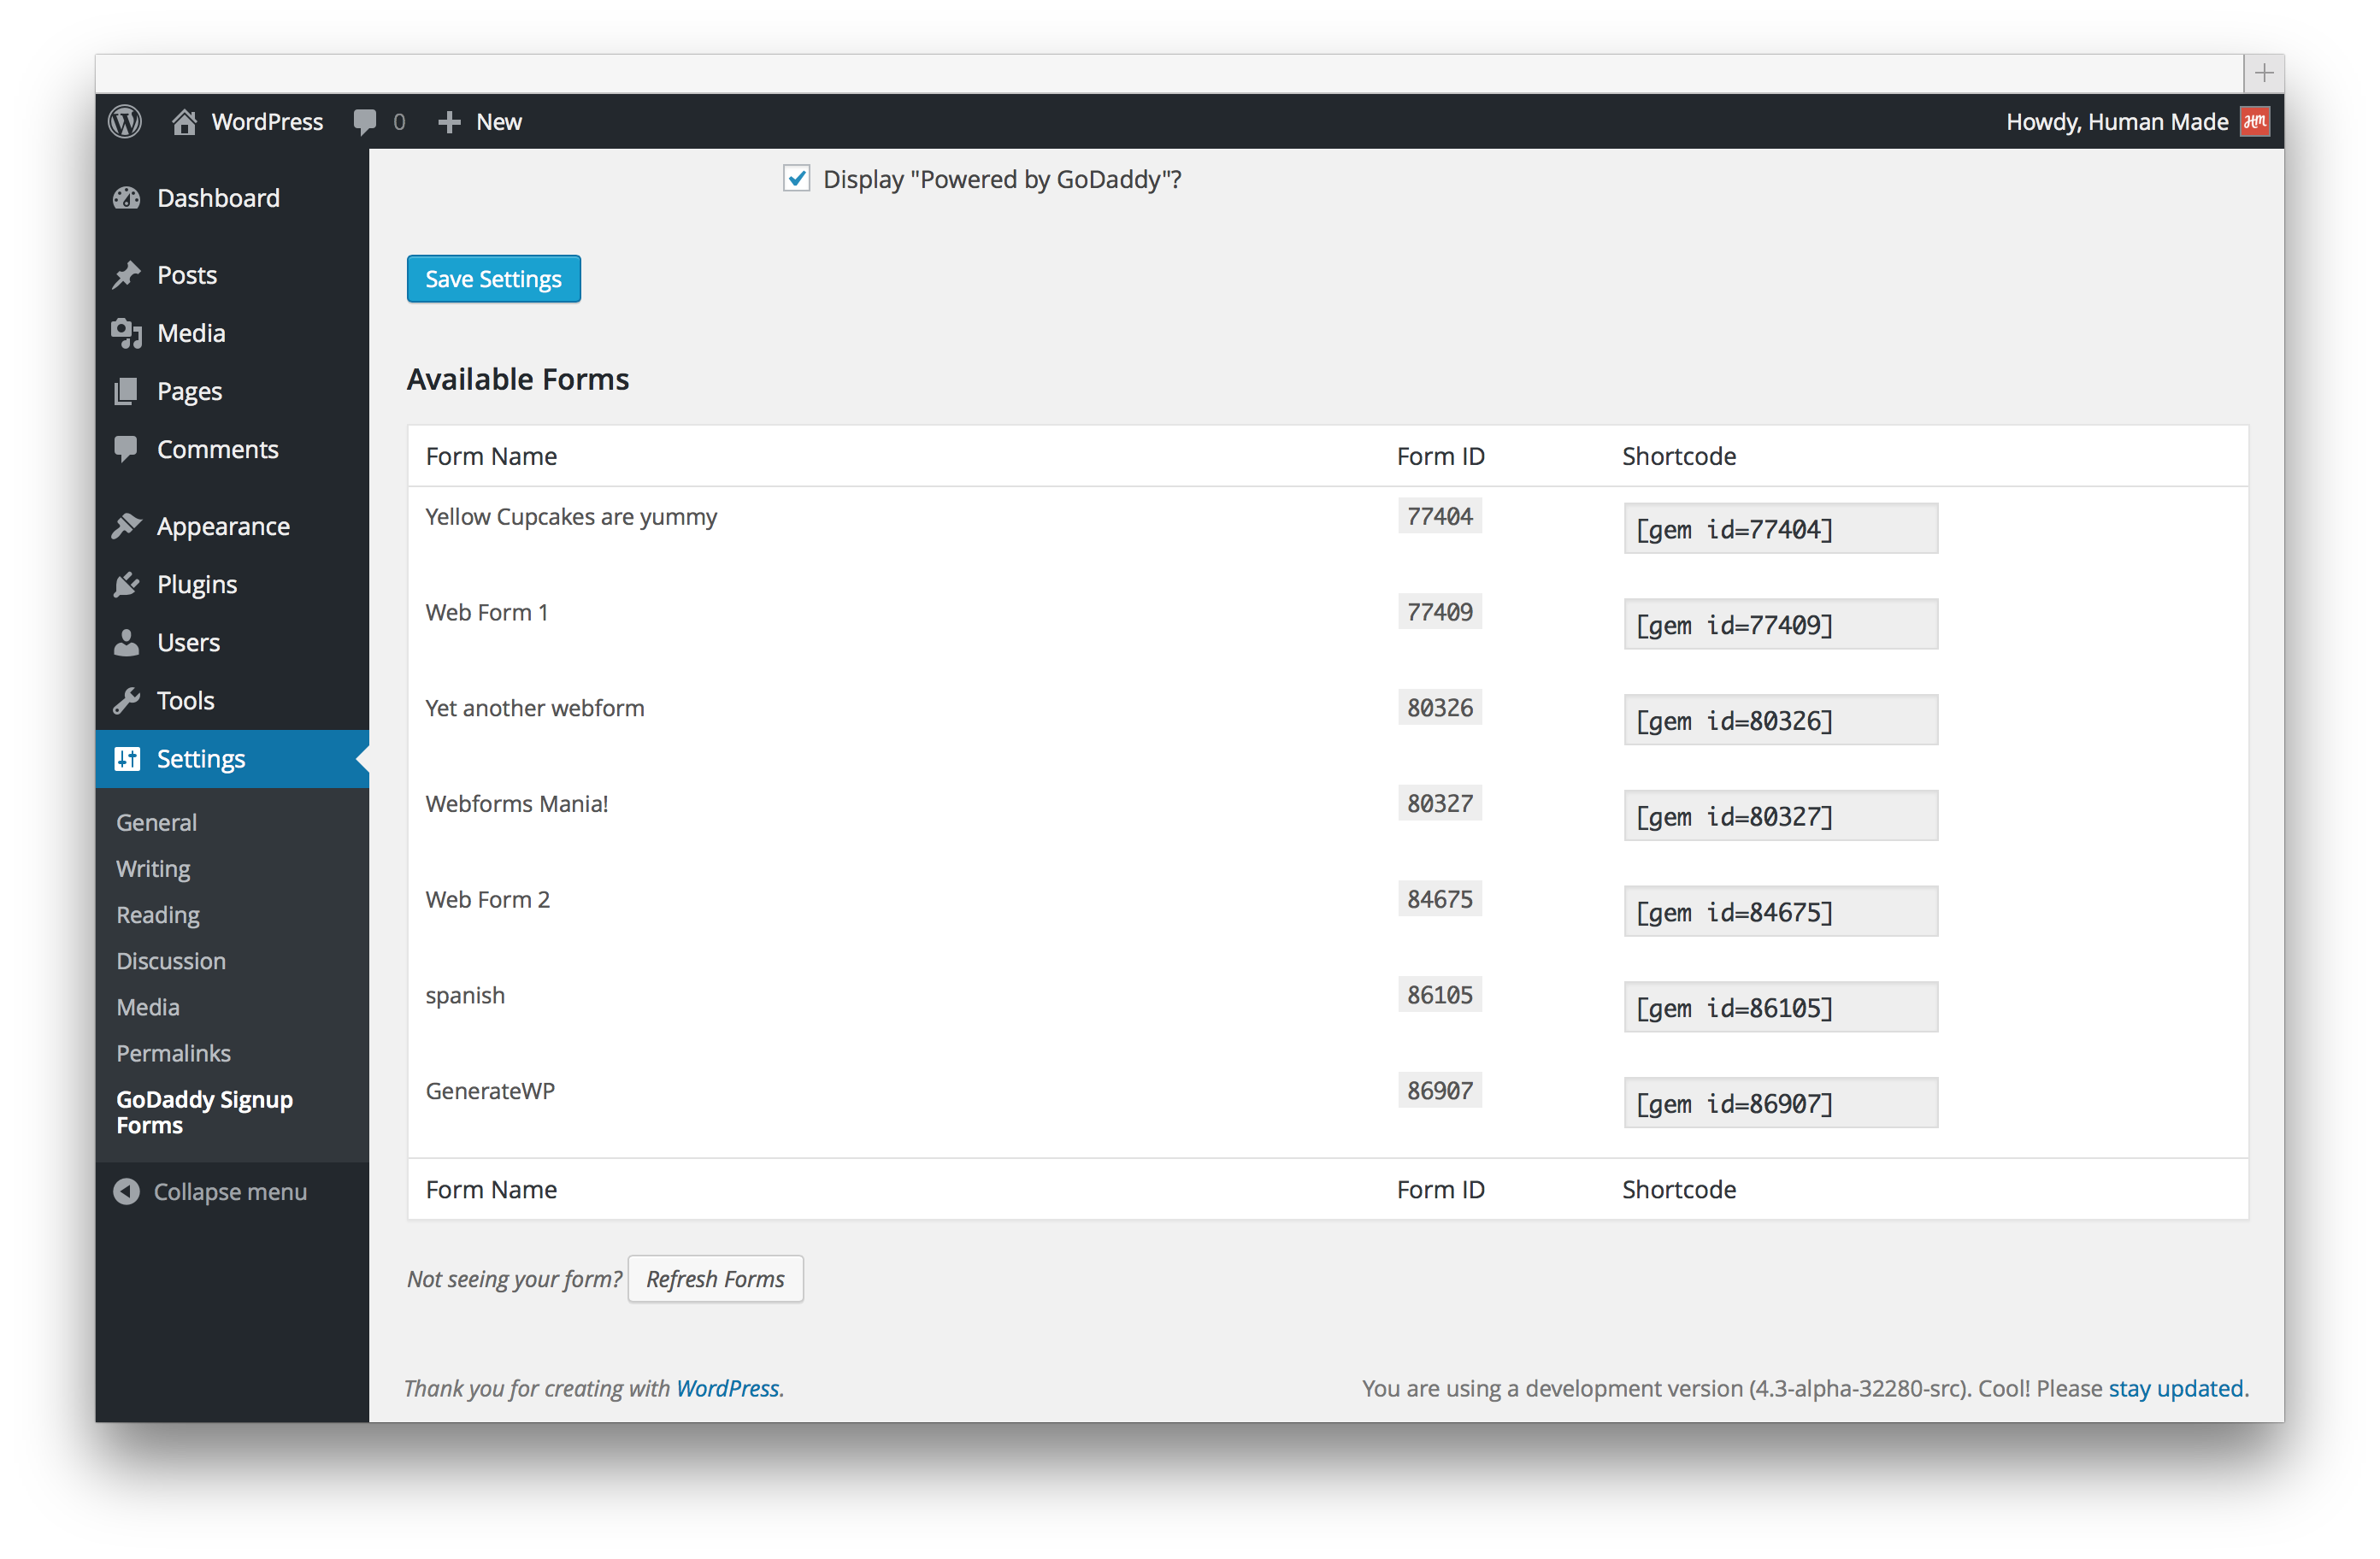 WordPress 0 New Howdy, Human Made HM
Dashboard
Posts
Media
Pages
Comments
Appearance
Plugins
Users
Tools
Settings
General
Writing
Reading
Discussion
Media
Permalinks
GoDaddy Signup
Forms
Collapse menu
Display "Powered by GoDaddy"?
Save Settings
Available Forms
Form Name Form ID Shortcode
Yellow Cupcakes are yummy 77404 [gem id=77404]
Web Form 1 77409 [gem id=77409]
Yet another webform 80326 [gem id=80326]
Webforms Mania! 80327 [gem id=80327]
Web Form 2 84675 [gem id=84675]
spanish 86105 [gem id=86105]
GenerateWP 86907 [gem id=86907]
Form Name Form ID Shortcode
Not seeing your form? Refresh Forms
Thank you for creating with WordPress. You are using a development version (4.3-alpha-32280-src). Cool! Please stay updated.